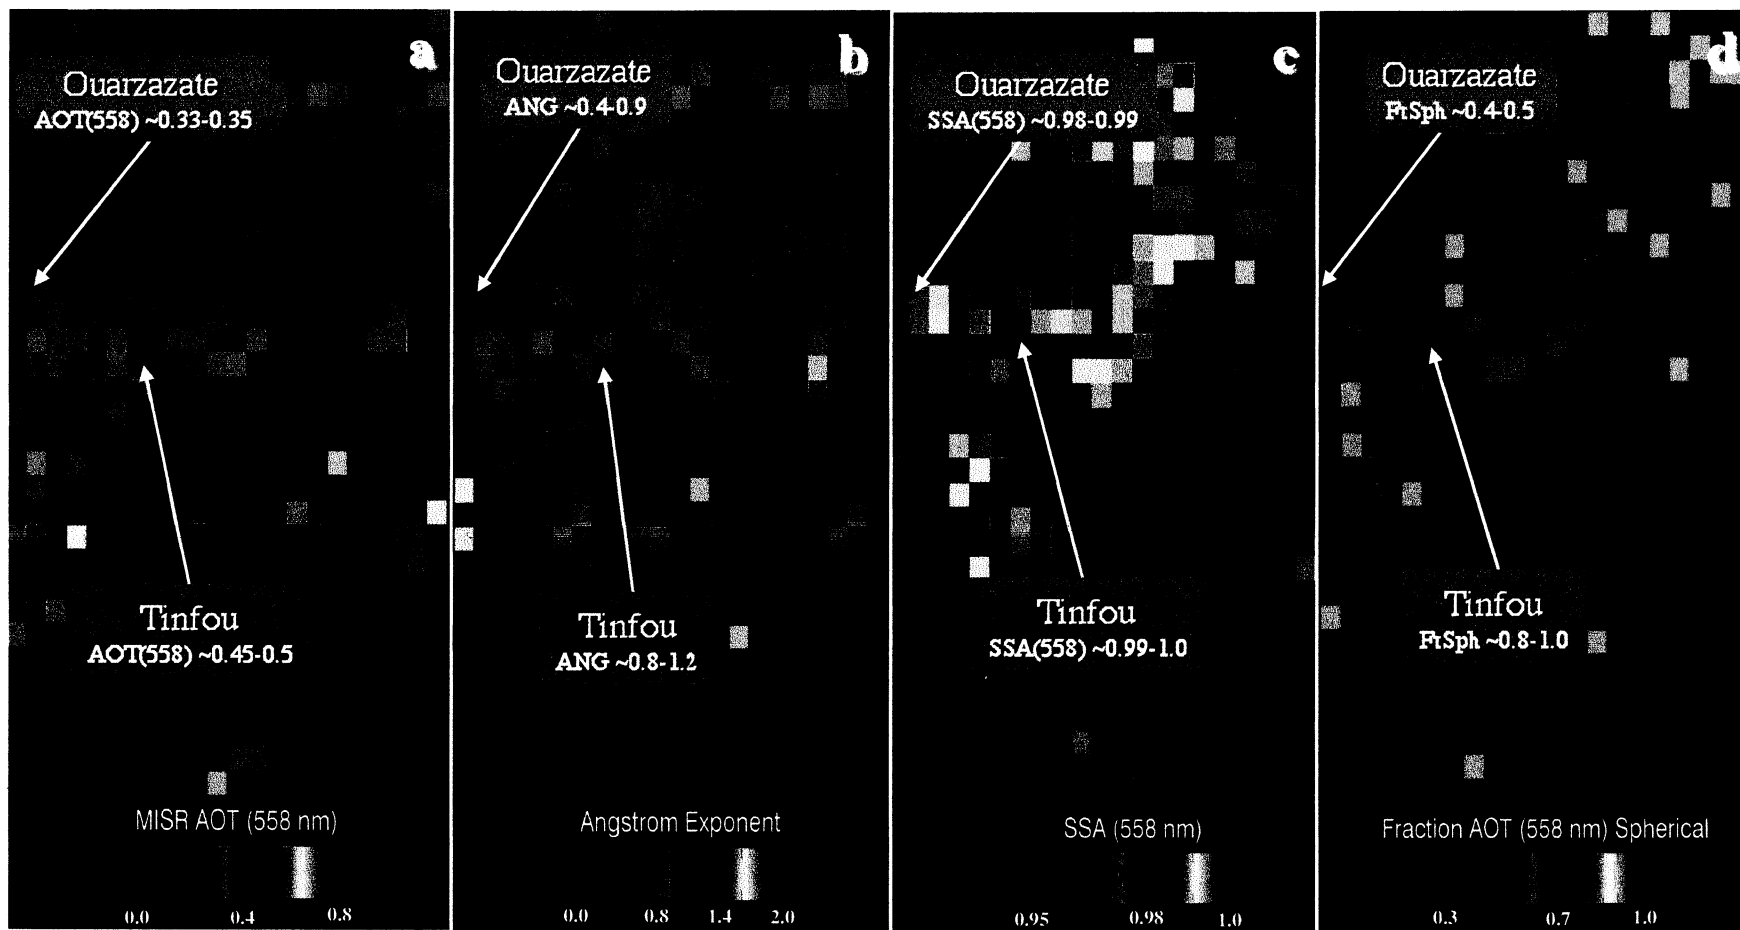 a
Ouarzazate
AOT(558) ~0.33-0.35
Tinfou
AOT(558) ~0.45-0.5
MISR AOT (558 nm)
0.0 0.4 0.8
b
Ouarzazate
ANG ~0.4-0.9
Tinfou
ANG ~0.8-1.2
Angstrom Exponent
0.0 0.8 1.4 2.0
c
Ouarzazate
SSA(558) ~0.98-0.99
Tinfou
SSA(558) ~0.99-1.0
SSA (558 nm)
0.95 0.98 1.0
d
Ouarzazate
FrSph ~0.4-0.5
Tinfou
FrSph ~0.8-1.0
Fraction AOT (558 nm) Spherical
0.3 0.7 1.0